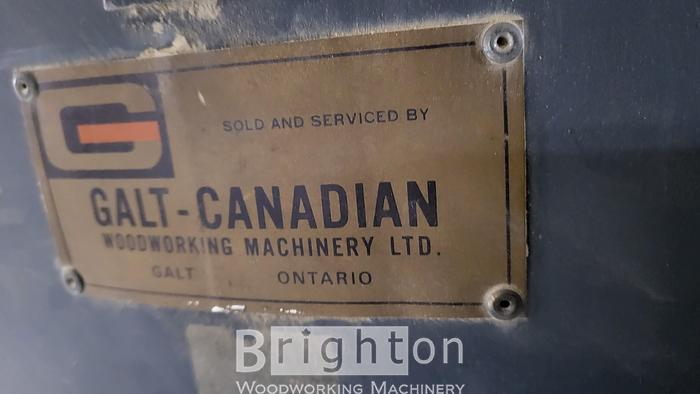 G
SOLD AND SERVICED BY
GALT-CANADIAN
WOODWORKING MACHINERY LTD.
GALT ONTARIO
Brighton
WOODWORKING MACHINERY